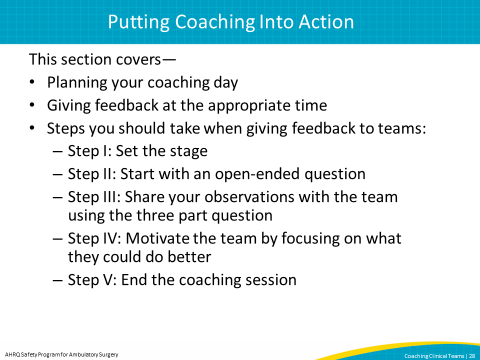 Putting Coaching Into Action
This section covers—
• Planning your coaching day
• Giving feedback at the appropriate time
• Steps you should take when giving feedback to teams:
– Step I: Set the stage
– Step II: Start with an open-ended question
– Step III: Share your observations with the team
using the three part question
– Step IV: Motivate the team by focusing on what
they could do better
– Step V: End the coaching session
AHRQ Safety Program for Ambulatory Surgery
Coaching Clinical Teams | 28